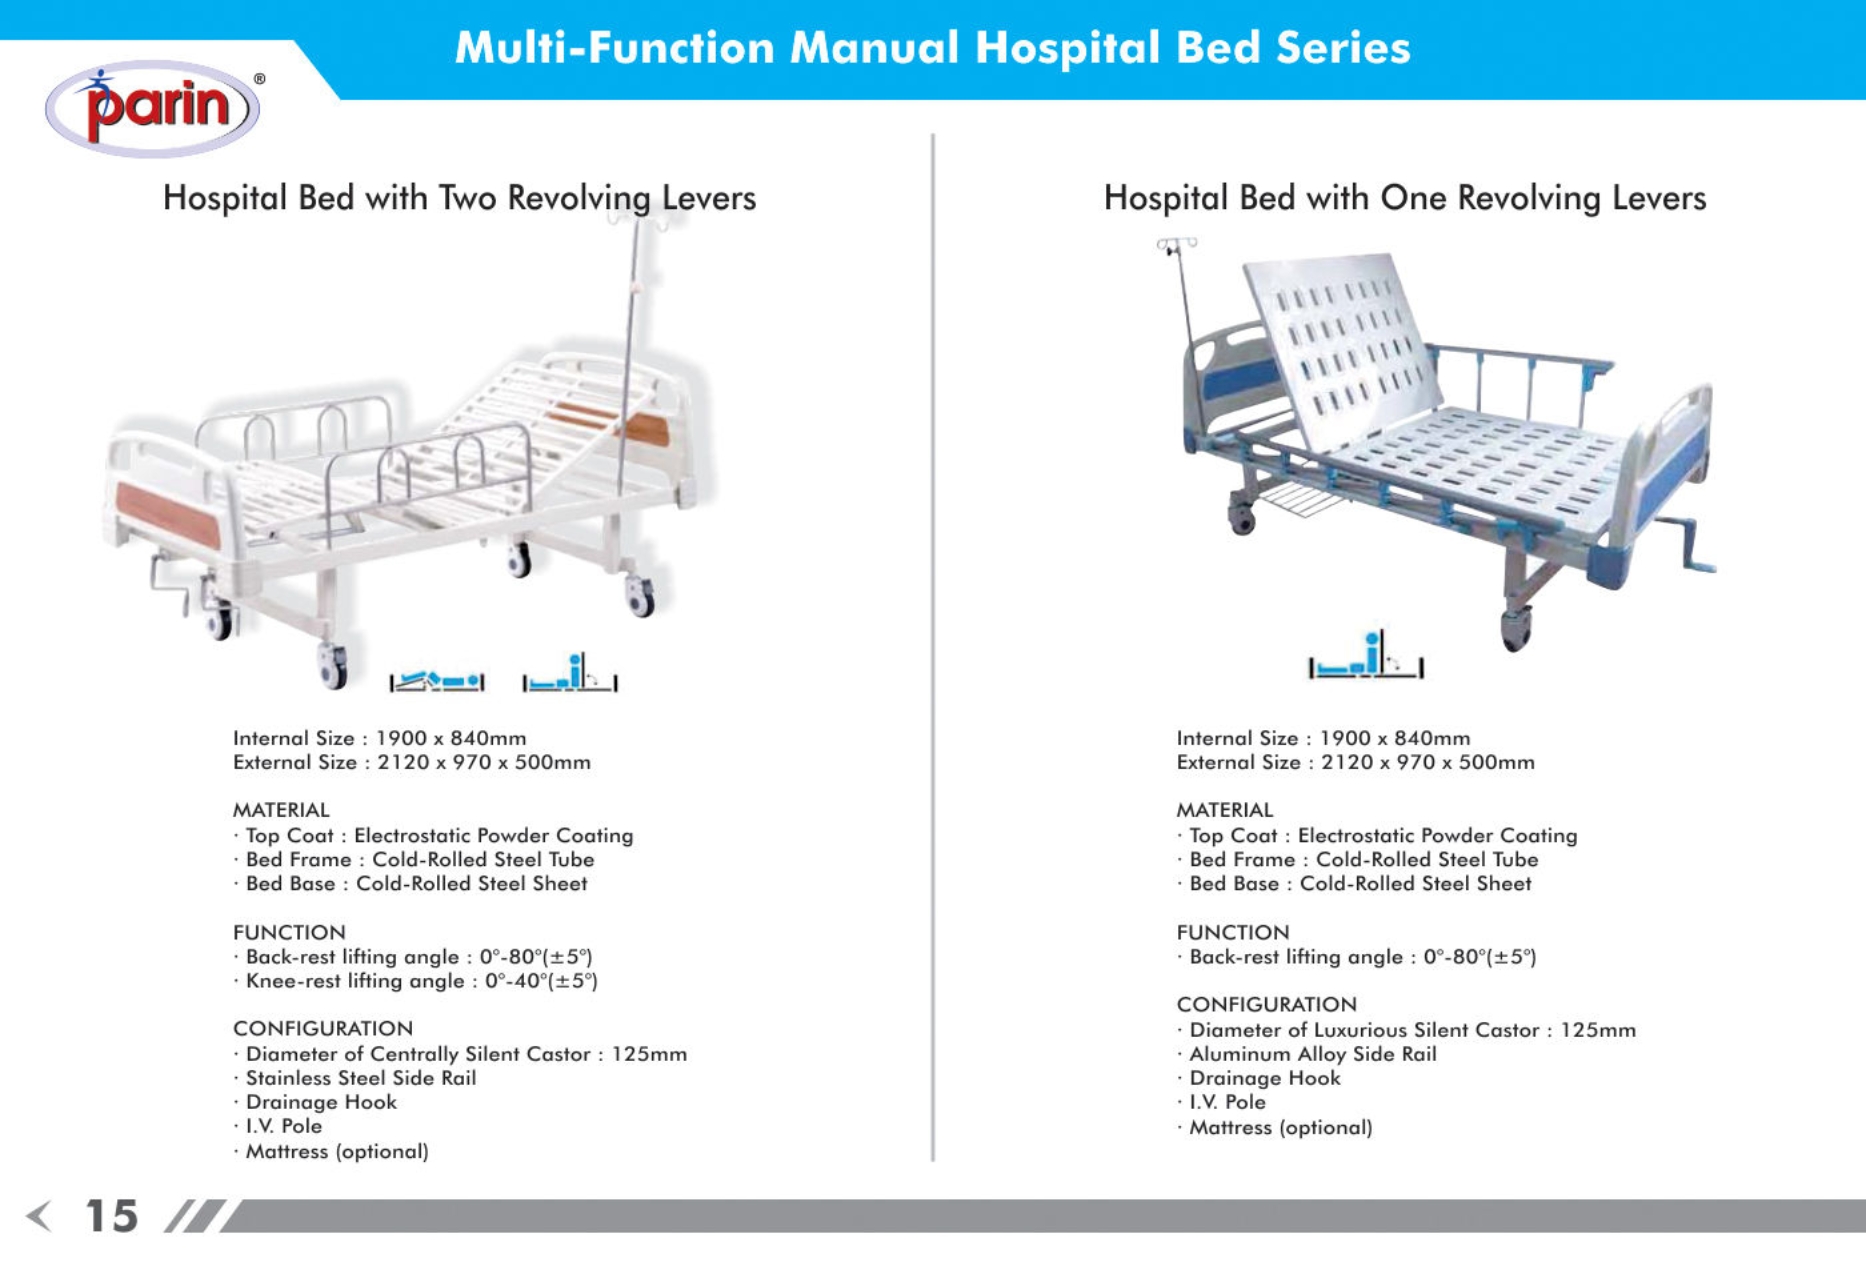 Multi-Function Manual Hospital Bed Series
parin®
Hospital Bed with Two Revolving Levers
Internal Size : 1900 x 840mm
External Size : 2120 x 970 x 500mm
MATERIAL
· Top Coat : Electrostatic Powder Coating
· Bed Frame : Cold-Rolled Steel Tube
· Bed Base : Cold-Rolled Steel Sheet
FUNCTION
· Back-rest lifting angle : 0°-80°(±5°)
· Knee-rest lifting angle : 0°-40°(±5°)
CONFIGURATION
· Diameter of Centrally Silent Castor : 125mm
· Stainless Steel Side Rail
· Drainage Hook
· I.V. Pole
· Mattress (optional)
Hospital Bed with One Revolving Levers
Internal Size : 1900 x 840mm
External Size : 2120 x 970 x 500mm
MATERIAL
· Top Coat : Electrostatic Powder Coating
· Bed Frame : Cold-Rolled Steel Tube
· Bed Base : Cold-Rolled Steel Sheet
FUNCTION
· Back-rest lifting angle : 0°-80°(±5°)
CONFIGURATION
· Diameter of Luxurious Silent Castor : 125mm
· Aluminum Alloy Side Rail
· Drainage Hook
· I.V. Pole
· Mattress (optional)
15